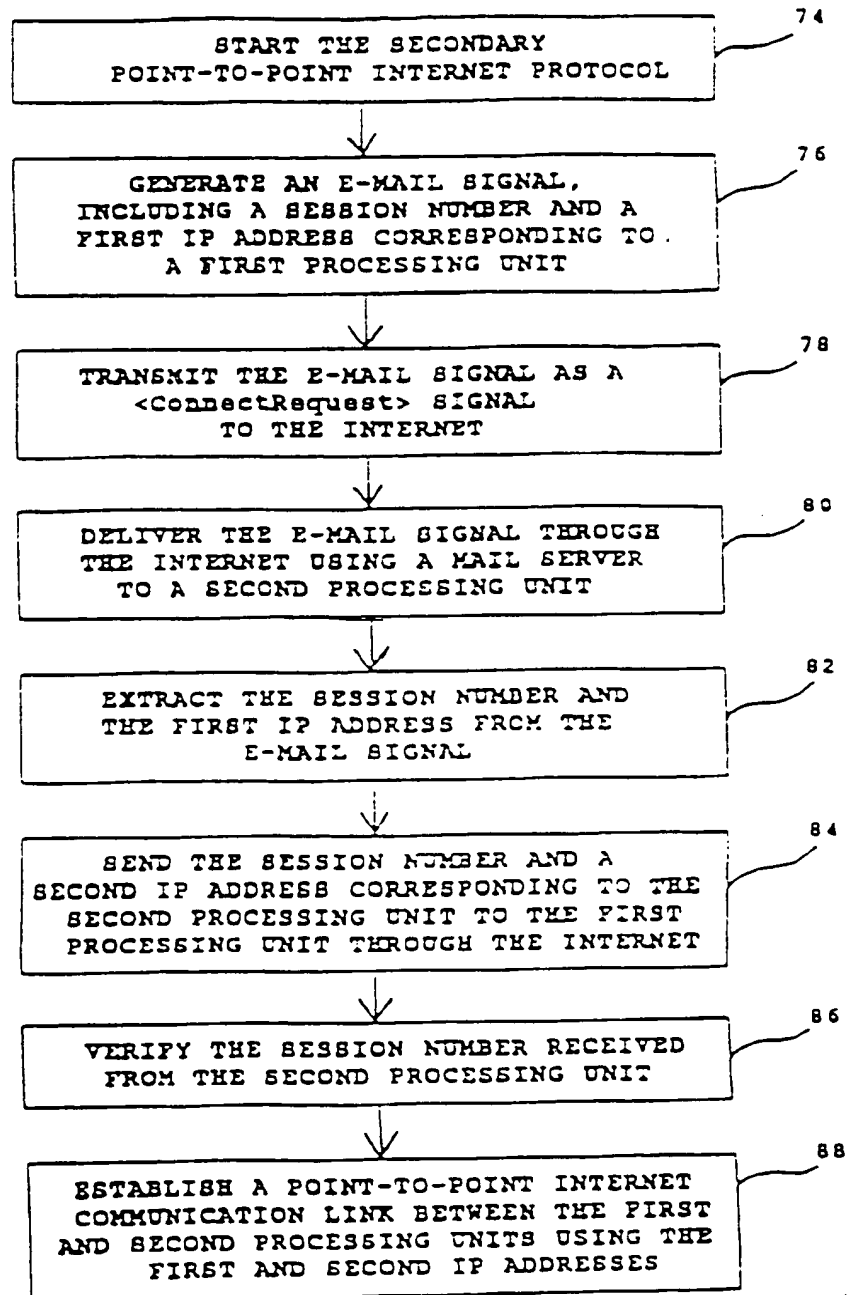 74
START THE SECONDARY
POINT-TO-POINT INTERNET PROTOCOL
76
GENERATE AN E-MAIL SIGNAL,
INCLUDING A SESSION NUMBER AND A
FIRST IP ADDRESS CORRESPONDING TO
A FIRST PROCESSING UNIT
78
TRANSMIT THE E-MAIL SIGNAL AS A
<ConnectRequest> SIGNAL
TO THE INTERNET
80
DELIVER THE E-MAIL SIGNAL THROUGH
THE INTERNET USING A MAIL SERVER
TO A SECOND PROCESSING UNIT
82
EXTRACT THE SESSION NUMBER AND
THE FIRST IP ADDRESS FROM THE
E-MAIL SIGNAL
84
SEND THE SESSION NUMBER AND A
SECOND IP ADDRESS CORRESPONDING TO THE
SECOND PROCESSING UNIT TO THE FIRST
PROCESSING UNIT THROUGH THE INTERNET
86
VERIFY THE SESSION NUMBER RECEIVED
FROM THE SECOND PROCESSING UNIT
88
ESTABLISH A POINT-TO-POINT INTERNET
COMMUNICATION LINK BETWEEN THE FIRST
AND SECOND PROCESSING UNITS USING THE
FIRST AND SECOND IP ADDRESSES